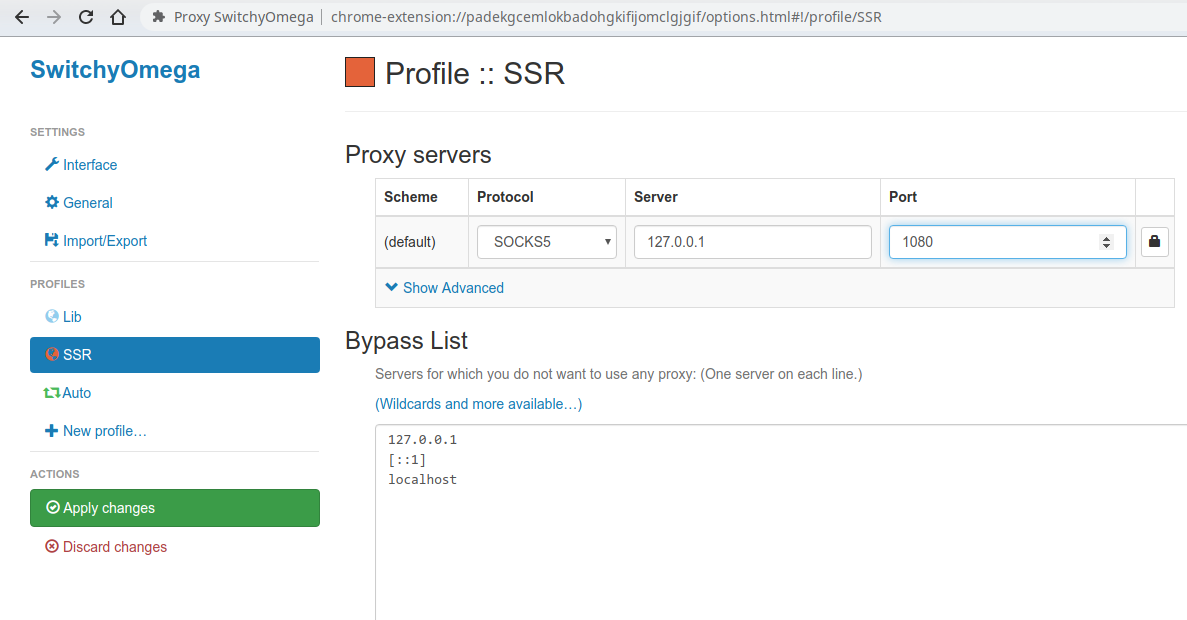 Proxy SwitchyOmega | chrome-extension://padekgcemlokbadohgkifijomclgjgif/options.html#!/profile/SSR
SwitchyOmega
SETTINGS
Interface
General
Import/Export
PROFILES
Lib
SSR
Auto
New profile…
ACTIONS
Apply changes
Discard changes
Profile :: SSR
Proxy servers
Scheme Protocol Server Port
(default) SOCKS5 127.0.0.1 1080
Show Advanced
Bypass List
Servers for which you do not want to use any proxy: (One server on each line.)
(Wildcards and more available…)
127.0.0.1
[::1]
localhost